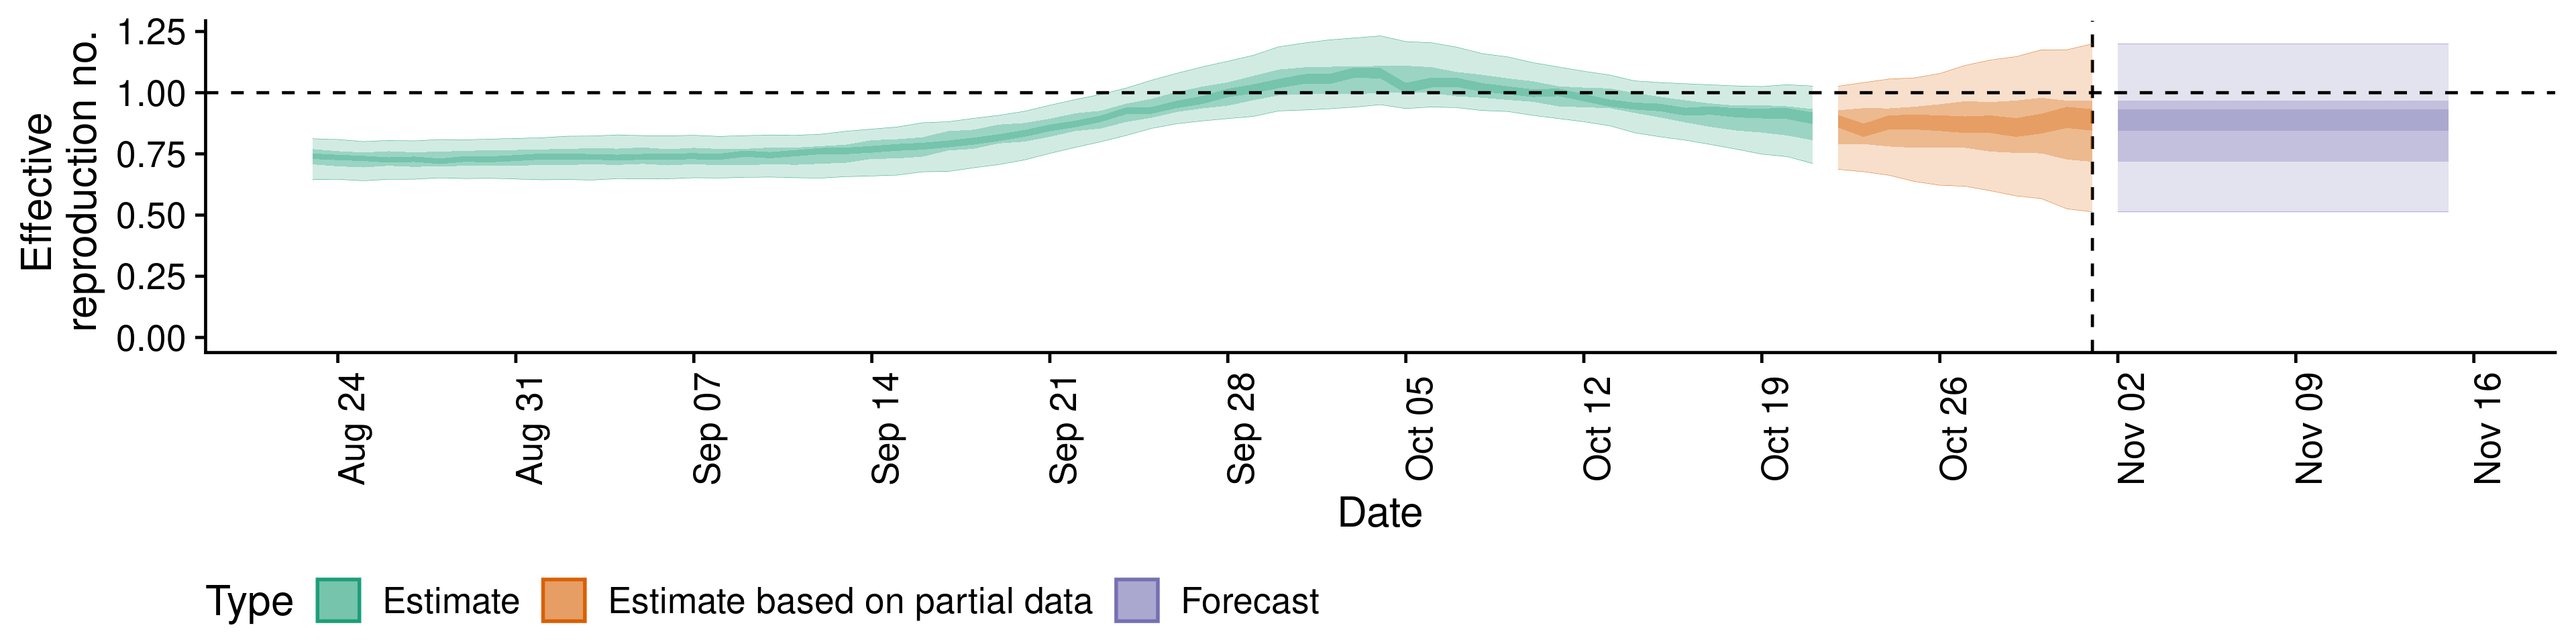 Effective
reproduction no.
1.25
1.00
0.75
0.50
0.25
0.00
Aug 24
Aug 31
Sep 07
Sep 14
Sep 21
Sep 28
Oct 05
Oct 12
Oct 19
Oct 26
Nov 02
Nov 09
Nov 16
Date
Type Estimate Estimate based on partial data Forecast